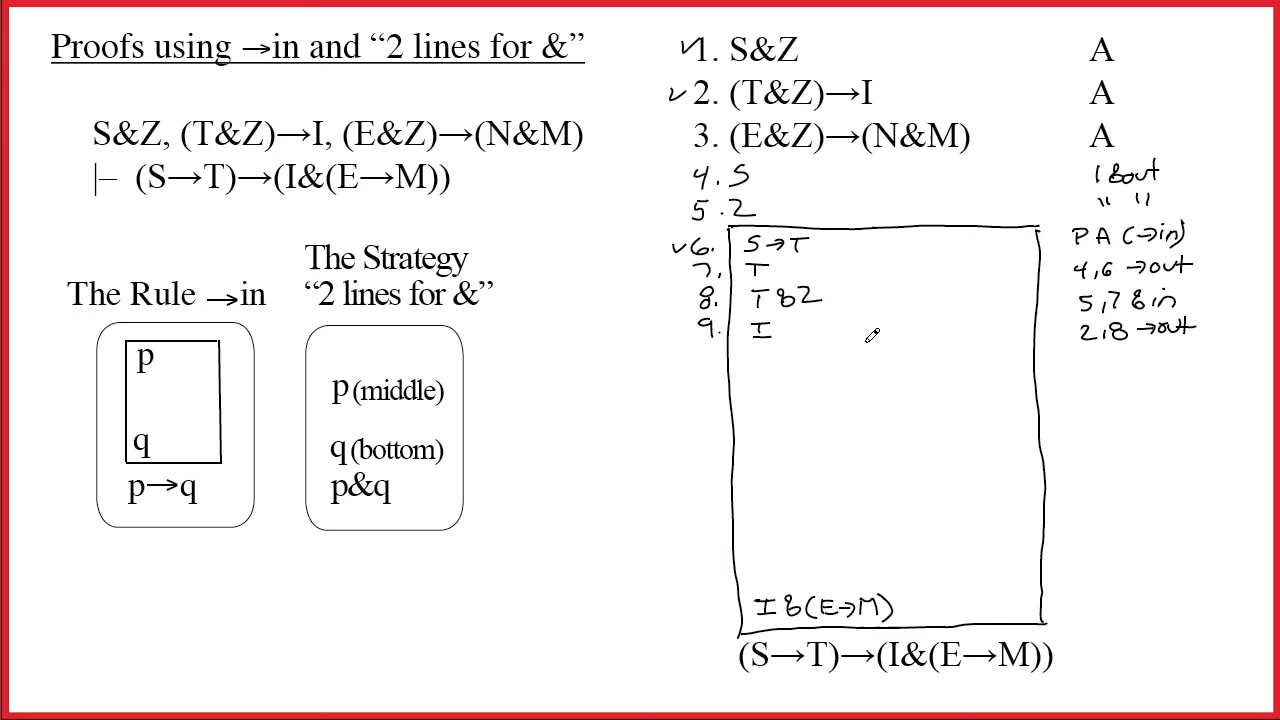 Proofs using →in and “2 lines for &”
S&Z, (T&Z)→I, (E&Z)→(N&M)
|– (S→T)→(I&(E→M))
The Rule →in
p
q
p→q
The Strategy
“2 lines for &”
p (middle)
q (bottom)
p&q
✓1. S&Z A
✓2. (T&Z)→I A
3. (E&Z)→(N&M) A
4. S 1 &out
5. Z " "
✓6. S→T PA (→in)
7. T 4,6 →out
8. T&Z 5,7 &in
9. I 2,8 →out
I&(E→M)
(S→T)→(I&(E→M))